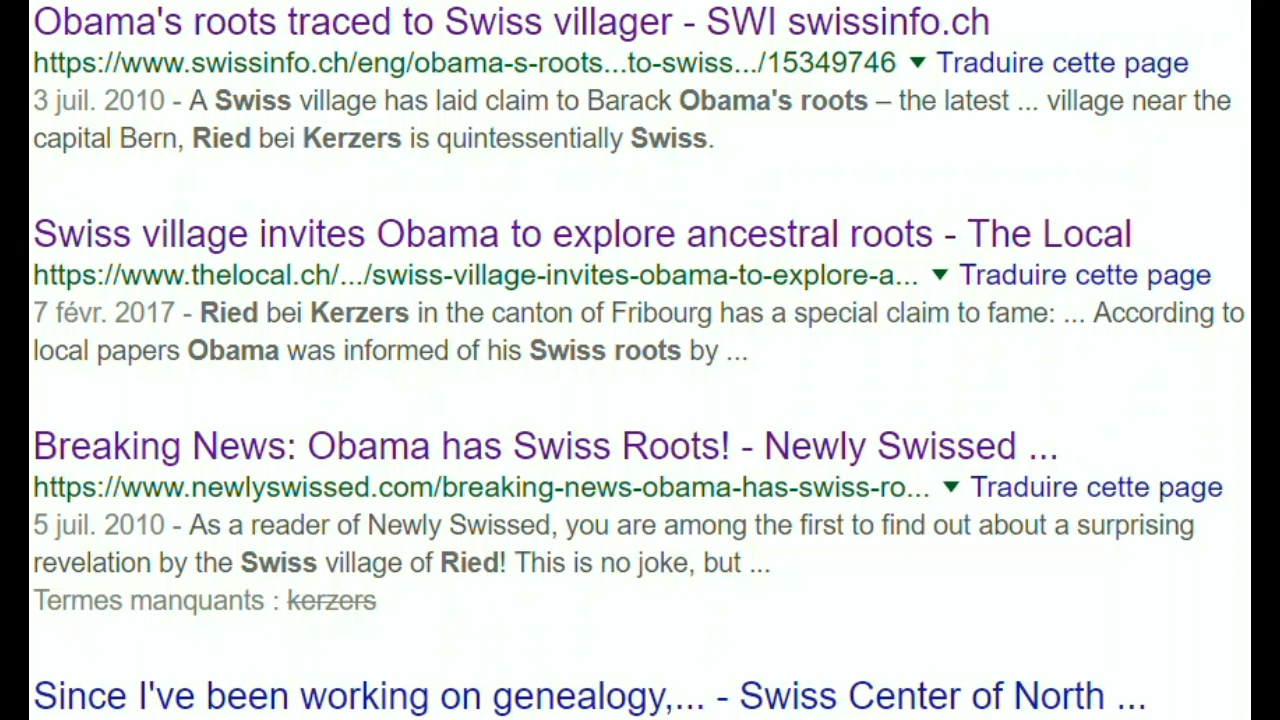 Obama's roots traced to Swiss villager - SWI swissinfo.ch
https://www.swissinfo.ch/eng/obama-s-roots...to-swiss.../15349746 ▼ Traduire cette page
3 juil. 2010 - A Swiss village has laid claim to Barack Obama's roots – the latest ... village near the
capital Bern, Ried bei Kerzers is quintessentially Swiss.
Swiss village invites Obama to explore ancestral roots - The Local
https://www.thelocal.ch/.../swiss-village-invites-obama-to-explore-a... ▼ Traduire cette page
7 févr. 2017 - Ried bei Kerzers in the canton of Fribourg has a special claim to fame: ... According to
local papers Obama was informed of his Swiss roots by ...
Breaking News: Obama has Swiss Roots! - Newly Swissed ...
https://www.newlyswissed.com/breaking-news-obama-has-swiss-ro... ▼ Traduire cette page
5 juil. 2010 - As a reader of Newly Swissed, you are among the first to find out about a surprising
revelation by the Swiss village of Ried! This is no joke, but ...
Termes manquants : kerzers
Since I've been working on genealogy,... - Swiss Center of North ...